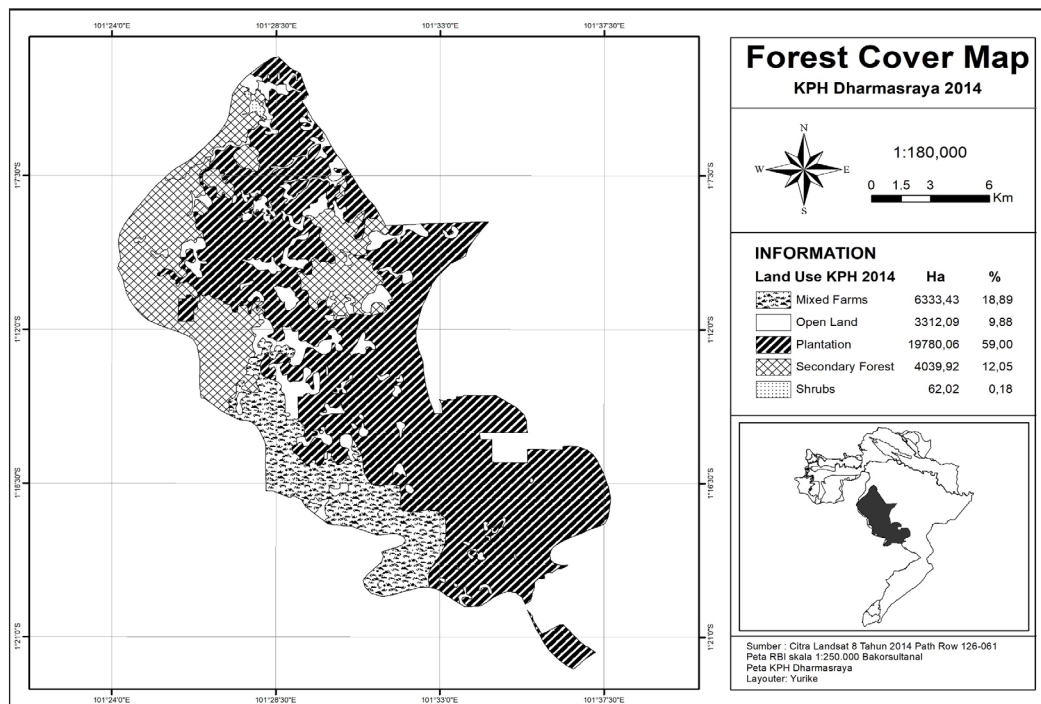 101°24'0"E 101°28'30"E 101°33'0"E 101°37'30"E
1°7'30"S 1°7'30"S
1°12'0"S 1°12'0"S
1°16'30"S 1°16'30"S
1°21'0"S 1°21'0"S
101°24'0"E 101°28'30"E 101°33'0"E 101°37'30"E
Forest Cover Map
KPH Dharmasraya 2014
N
W E
S
1:180,000
0 1.5 3 6
Km
INFORMATION
Land Use KPH 2014 Ha %
Mixed Farms 6333,43 18,89
Open Land 3312,09 9,88
Plantation 19780,06 59,00
Secondary Forest 4039,92 12,05
Shrubs 62,02 0,18
Sumber : Citra Landsat 8 Tahun 2014 Path Row 126-061
Peta RBI skala 1:250.000 Bakorsultanal
Peta KPH Dharmasraya
Layouter: Yurike